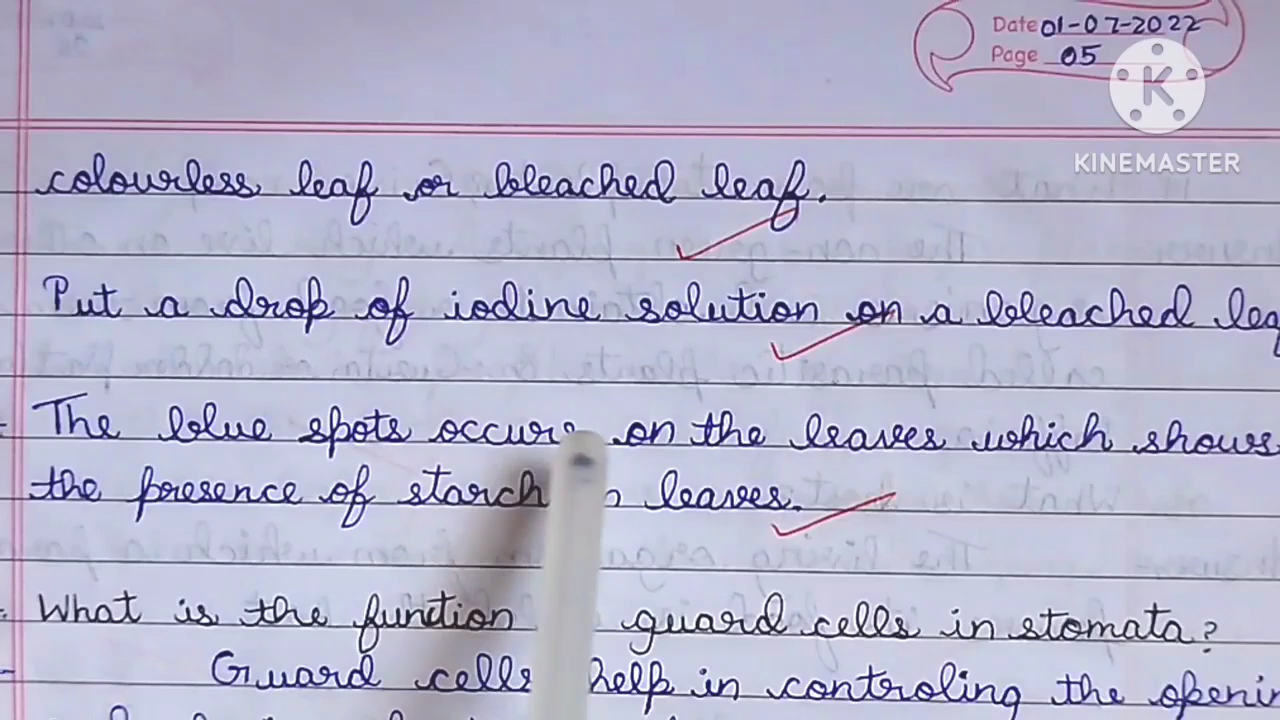 Date 01-07-2022
Page 05
KINEMASTER
colourless leaf or bleached leaf.
Put a drop of iodine solution on a bleached
The blue spots occurs on the leaves which shows
the presence of starch leaves.
What is the function guard cells in stomata?
Guard cells help in controling the